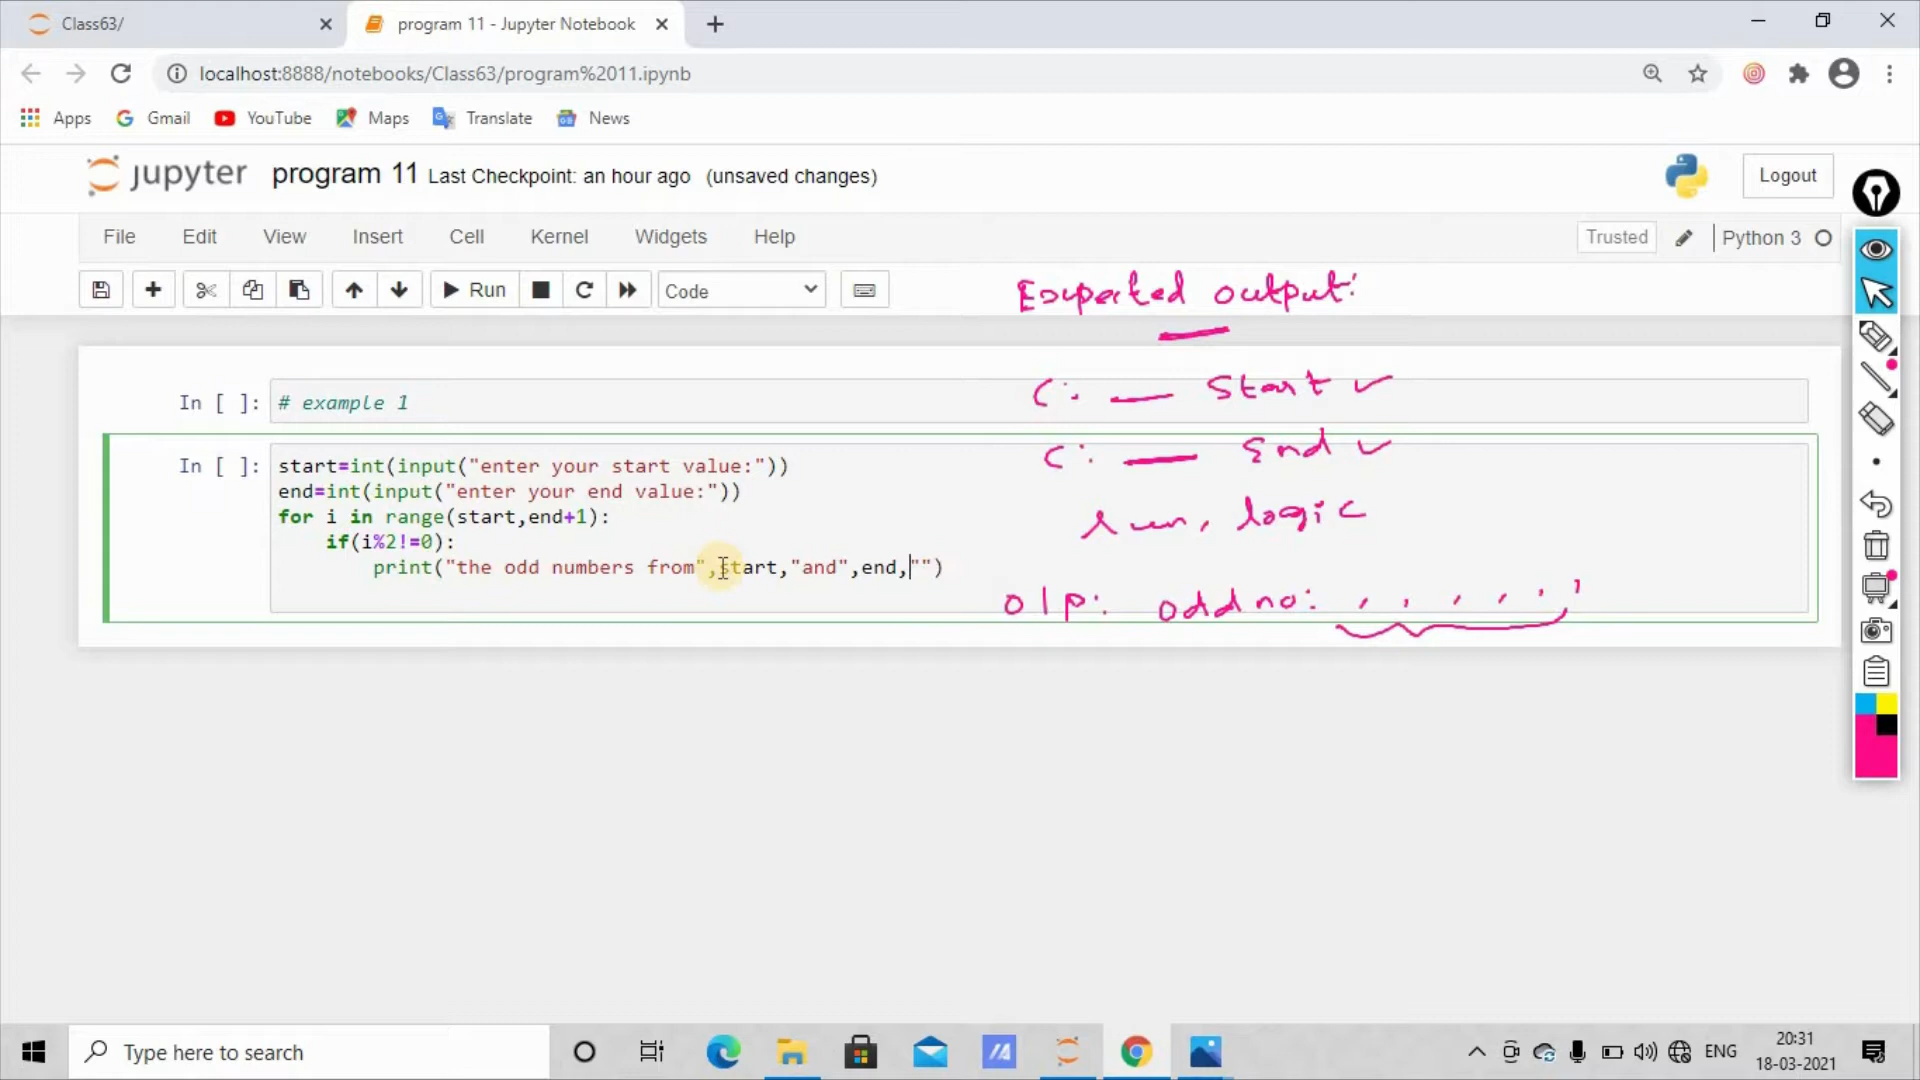 Class63/
program 11 - Jupyter Notebook
localhost:8888/notebooks/Class63/program%2011.ipynb
Apps Gmail YouTube Maps Translate News
jupyter program 11 Last Checkpoint: an hour ago (unsaved changes)
Logout
File Edit View Insert Cell Kernel Widgets Help
Trusted Python 3
Run Code
Expected output:
In [ ]: # example 1
C: — Start ✓
C: — End ✓
In [ ]: start=int(input("enter your start value:"))
end=int(input("enter your end value:"))
for i in range(start,end+1):
if(i%2!=0):
print("the odd numbers from",start,"and",end,"")
run, logic
O/P: odd no: , , , , , ,
Type here to search
ENG
20:31
18-03-2021